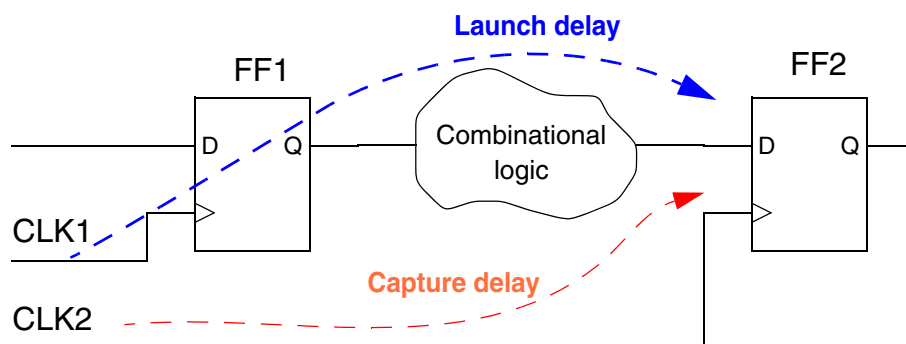 Launch delay
FF1
FF2
D
Q
Combinational
logic
D
Q
CLK1
Capture delay
CLK2